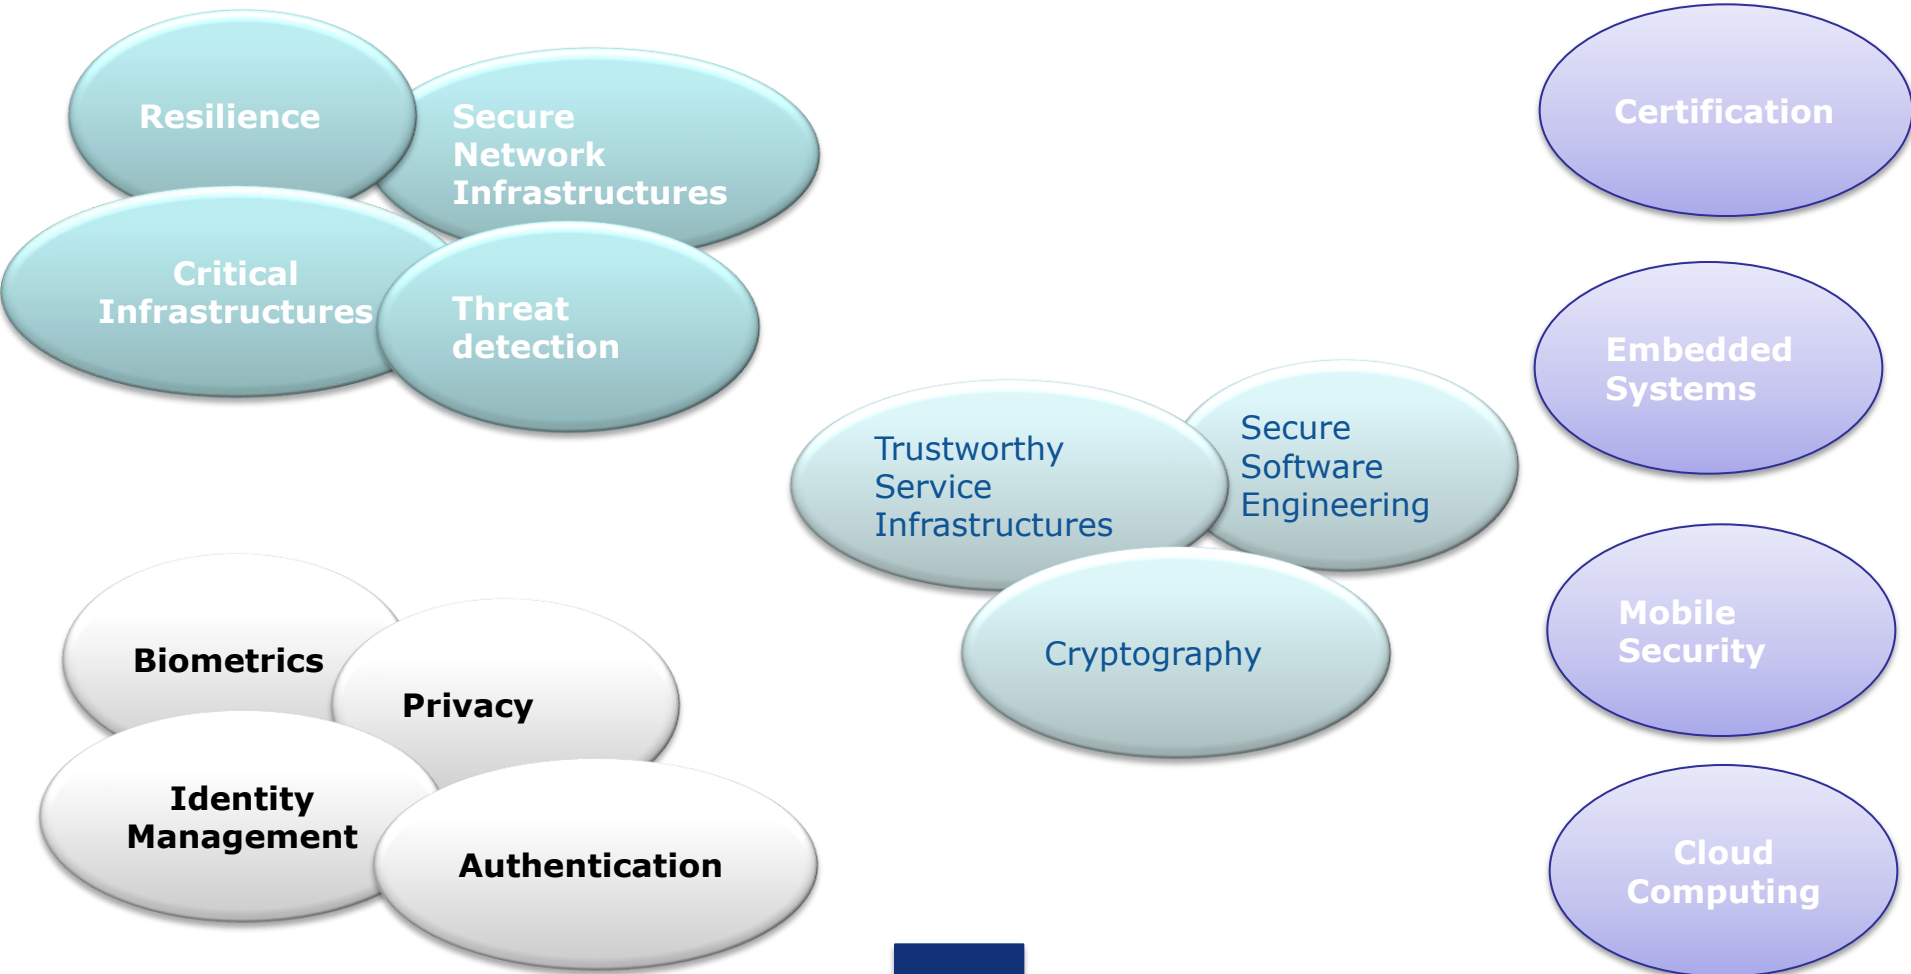 Resilience
Secure
Network
Infrastructures
Critical
Infrastructures
Threat
detection
Biometrics
Privacy
Identity
Management
Authentication
Trustworthy
Service
Infrastructures
Secure
Software
Engineering
Cryptography
Certification
Embedded
Systems
Mobile
Security
Cloud
Computing